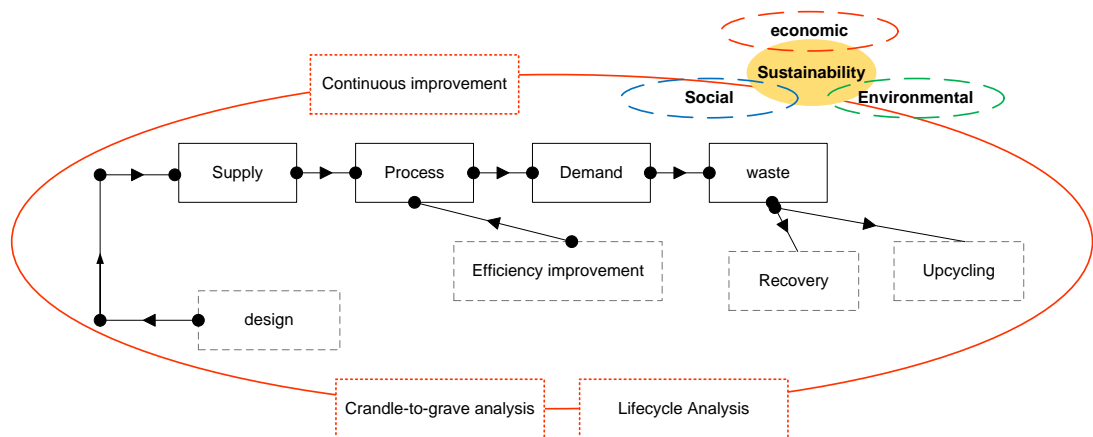 economic
Sustainability
Continuous improvement
Social
Environmental
Supply
Process
Demand
waste
Efficiency improvement
Recovery
Upcycling
design
Crandle-to-grave analysis
Lifecycle Analysis